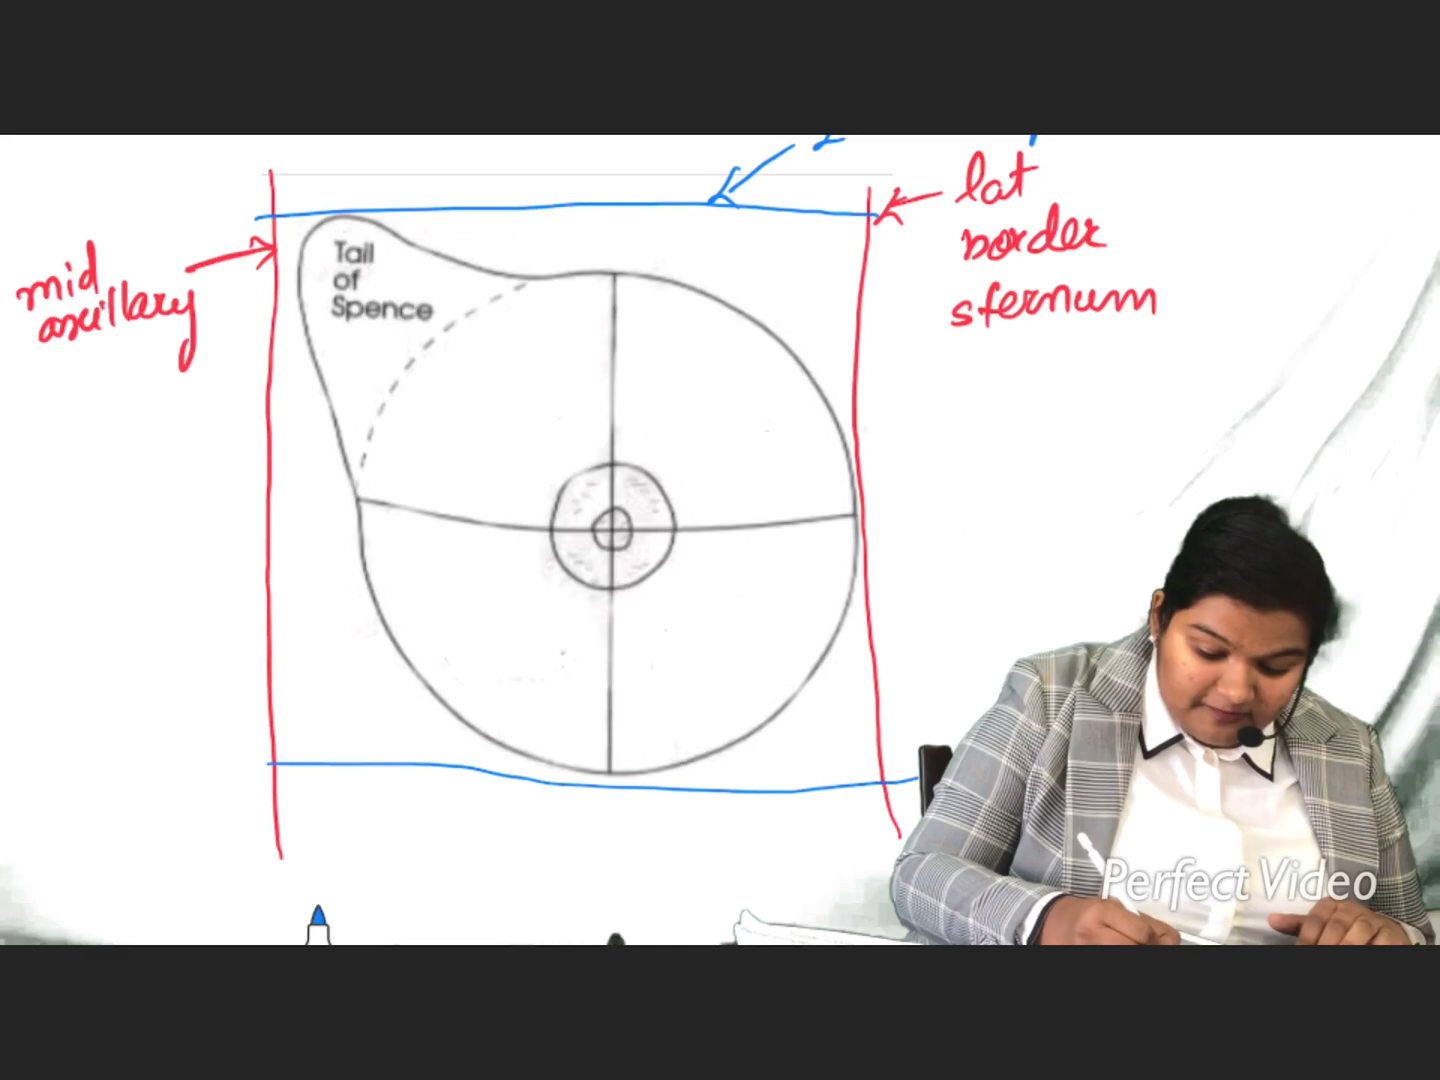 lat
border
sternum
mid
axillary
Tail
of
Spence
Perfect Video